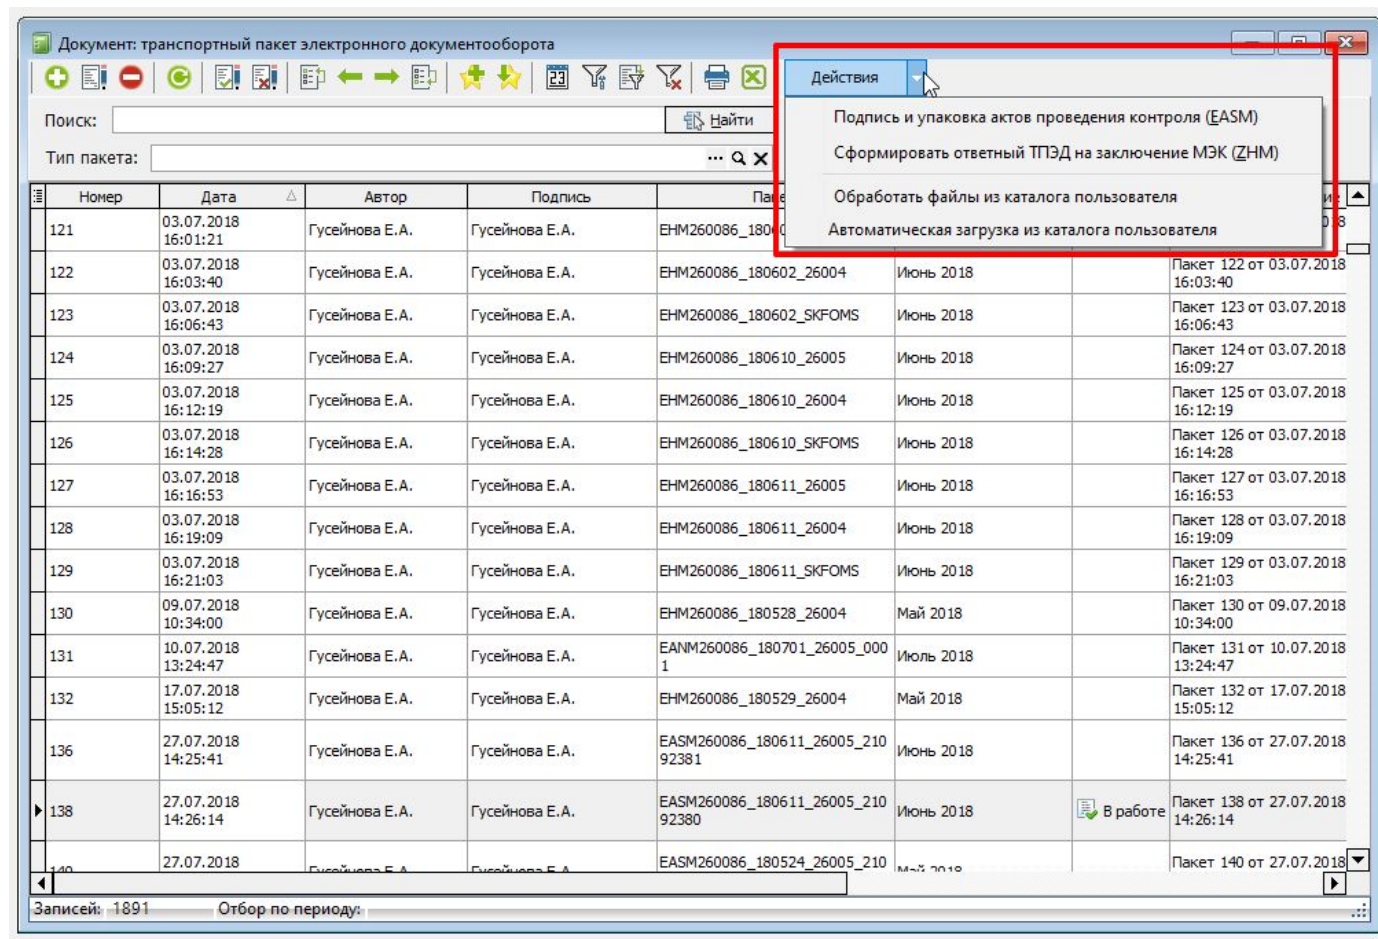 Документ: транспортный пакет электронного документооборота
23
Действия
Поиск:
Найти
Подпись и упаковка актов проведения контроля (EASM)
Тип пакета:
Сформировать ответный ТПЭД на заключение МЭК (ZHM)
Обработать файлы из каталога пользователя
Автоматическая загрузка из каталога пользователя
Номер Дата Автор Подпись
121 03.07.2018 16:01:21 Гусейнова Е.А. Гусейнова Е.А.
122 03.07.2018 16:03:40 Гусейнова Е.А. Гусейнова Е.А. EHM260086_180602_26004 Июнь 2018 Пакет 122 от 03.07.2018 16:03:40
123 03.07.2018 16:06:43 Гусейнова Е.А. Гусейнова Е.А. EHM260086_180602_SKFOMS Июнь 2018 Пакет 123 от 03.07.2018 16:06:43
124 03.07.2018 16:09:27 Гусейнова Е.А. Гусейнова Е.А. EHM260086_180610_26005 Июнь 2018 Пакет 124 от 03.07.2018 16:09:27
125 03.07.2018 16:12:19 Гусейнова Е.А. Гусейнова Е.А. EHM260086_180610_26004 Июнь 2018 Пакет 125 от 03.07.2018 16:12:19
126 03.07.2018 16:14:28 Гусейнова Е.А. Гусейнова Е.А. EHM260086_180610_SKFOMS Июнь 2018 Пакет 126 от 03.07.2018 16:14:28
127 03.07.2018 16:16:53 Гусейнова Е.А. Гусейнова Е.А. EHM260086_180611_26005 Июнь 2018 Пакет 127 от 03.07.2018 16:16:53
128 03.07.2018 16:19:09 Гусейнова Е.А. Гусейнова Е.А. EHM260086_180611_26004 Июнь 2018 Пакет 128 от 03.07.2018 16:19:09
129 03.07.2018 16:21:03 Гусейнова Е.А. Гусейнова Е.А. EHM260086_180611_SKFOMS Июнь 2018 Пакет 129 от 03.07.2018 16:21:03
130 09.07.2018 10:34:00 Гусейнова Е.А. Гусейнова Е.А. EHM260086_180528_26004 Май 2018 Пакет 130 от 09.07.2018 10:34:00
131 10.07.2018 13:24:47 Гусейнова Е.А. Гусейнова Е.А. EANM260086_180701_26005_0001 Июль 2018 Пакет 131 от 10.07.2018 13:24:47
132 17.07.2018 15:05:12 Гусейнова Е.А. Гусейнова Е.А. EHM260086_180529_26004 Май 2018 Пакет 132 от 17.07.2018 15:05:12
136 27.07.2018 14:25:41 Гусейнова Е.А. Гусейнова Е.А. EASM260086_180611_26005_21092381 Июнь 2018 Пакет 136 от 27.07.2018 14:25:41
138 27.07.2018 14:26:14 Гусейнова Е.А. Гусейнова Е.А. EASM260086_180611_26005_21092380 Июнь 2018 В работе Пакет 138 от 27.07.2018 14:26:14
140 27.07.2018 Гусейнова Е.А. Гусейнова Е.А. EASM260086_180524_26005_210 Май 2018 Пакет 140 от 27.07.2018
Записей: 1891 Отбор по периоду: